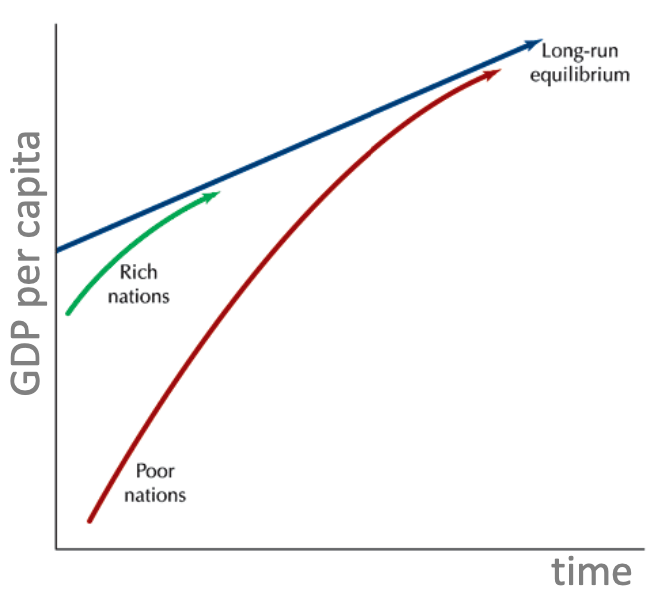 GDP per capita
Long-run
equilibrium
Rich
nations
Poor
nations
time